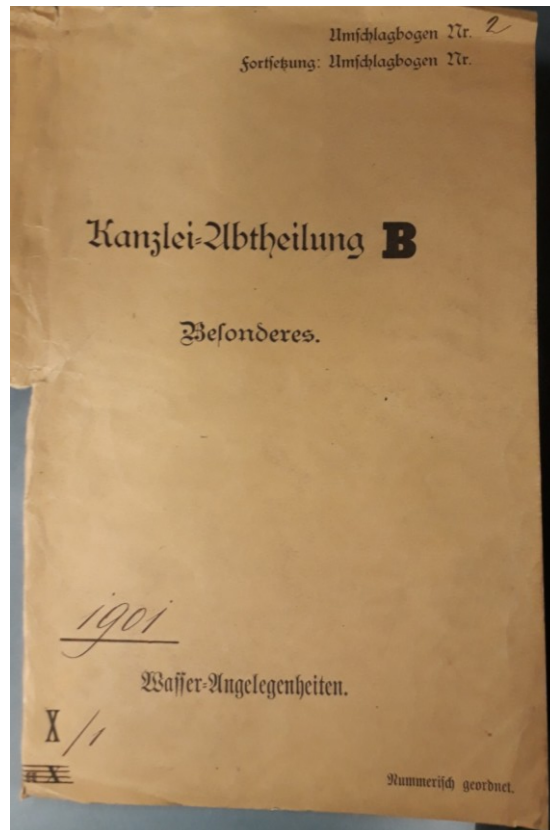 Umschlagbogen Nr. 2
Fortsetzung: Umschlagbogen Nr.
Kanzlei-Abtheilung B
Besonderes.
1901
Wasser-Angelegenheiten.
X/1
a X
Nummerisch geordnet.